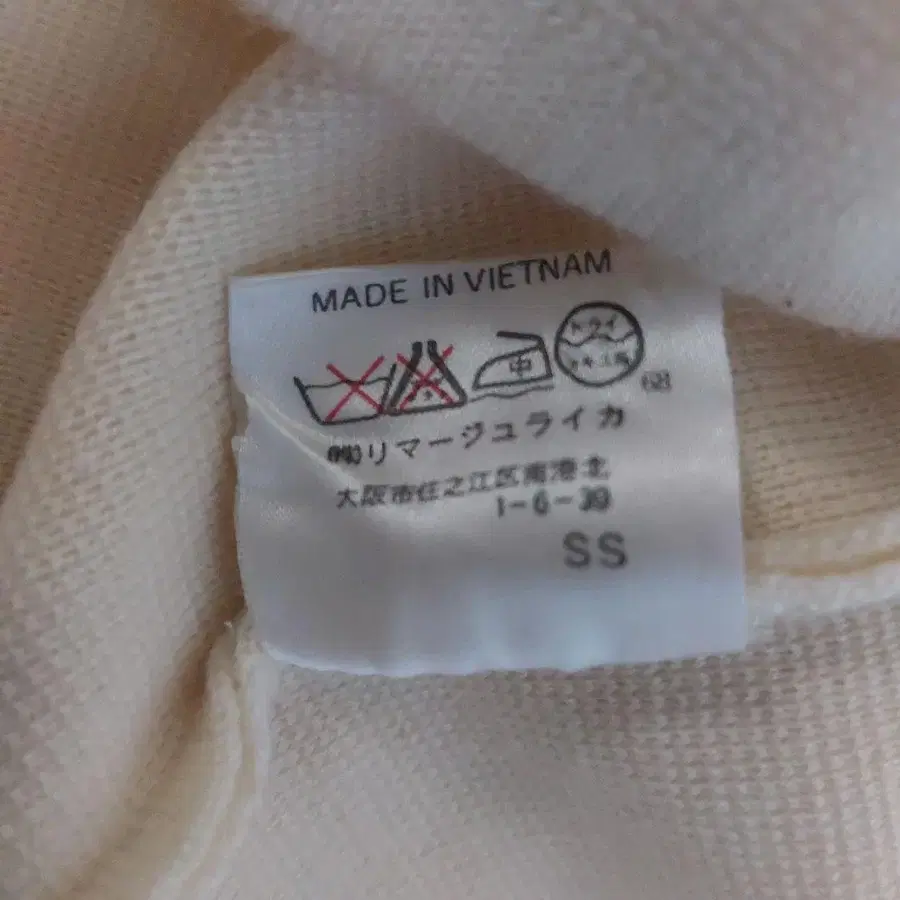 MADE IN VIETNAM
中
ドライ
㈱リマージュライカ
大阪市住之江区南港北
1-6-39
SS